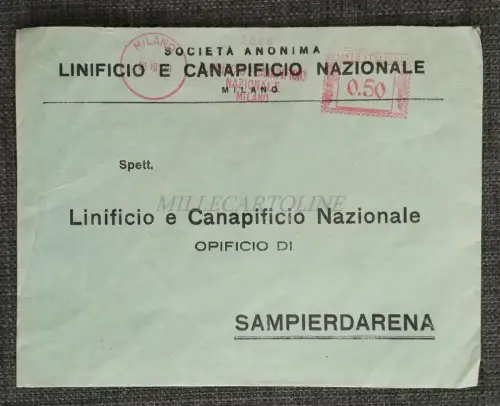 MILANO
SOCIETÀ ANONIMA
LINIFICIO E CANAPIFICIO NAZIONALE
MILANO
NAZIONALE
MILANO
0.50
Spett.
MILLECARTOLINE
Linificio e Canapificio Nazionale
OPIFICIO DI
SAMPIERDARENA